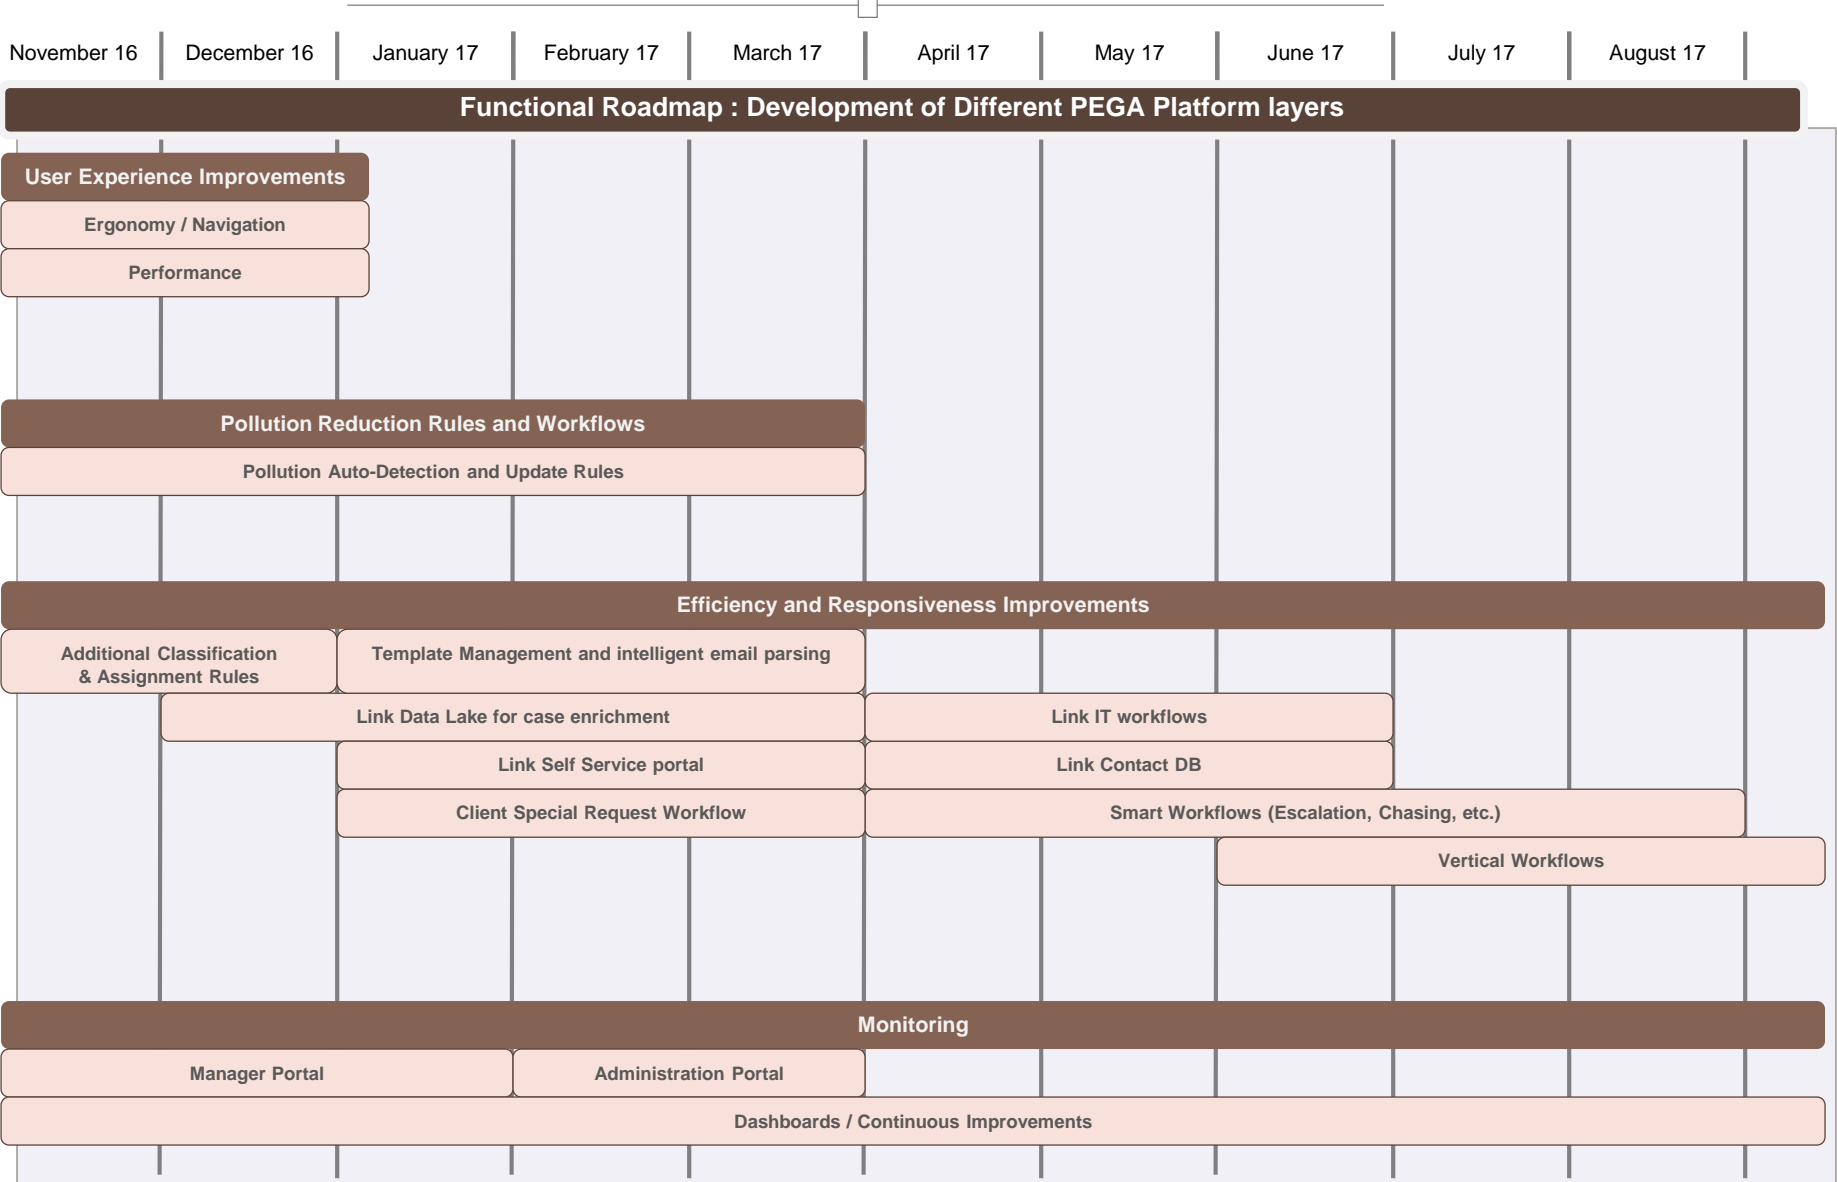 November 16
December 16
January 17
February 17
March 17
April 17
May 17
June 17
July 17
August 17
Functional Roadmap : Development of Different PEGA Platform layers
User Experience Improvements
Ergonomy / Navigation
Performance
Pollution Reduction Rules and Workflows
Pollution Auto-Detection and Update Rules
Efficiency and Responsiveness Improvements
Additional Classification
& Assignment Rules
Template Management and intelligent email parsing
Link Data Lake for case enrichment
Link IT workflows
Link Self Service portal
Link Contact DB
Client Special Request Workflow
Smart Workflows (Escalation, Chasing, etc.)
Vertical Workflows
Monitoring
Manager Portal
Administration Portal
Dashboards / Continuous Improvements